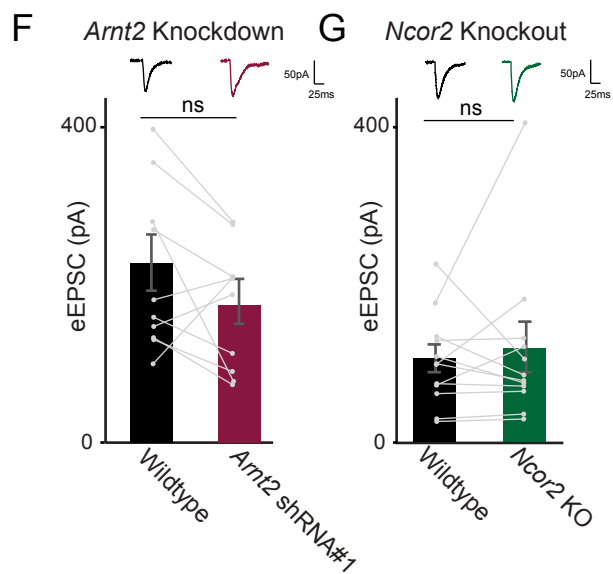 F
Arnt2 Knockdown
50pA
25ms
ns
400
eEPSC (pA)
0
Wildtype
Arnt2 shRNA#1
G
Ncor2 Knockout
50pA
25ms
ns
400
eEPSC (pA)
0
Wildtype
Ncor2 KO